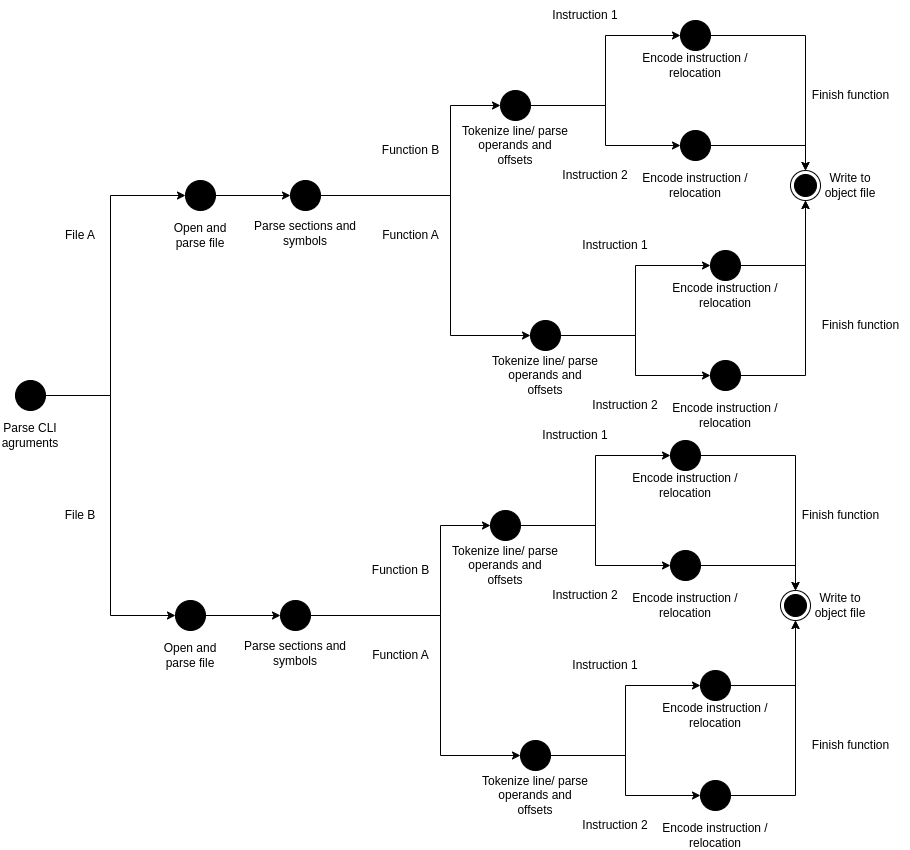 Instruction 1
Encode instruction /
relocation
Finish function
Tokenize line/ parse
operands and
offsets
Function B
Instruction 2
Encode instruction /
relocation
Write to
object file
Open and
parse file
Parse sections and
symbols
File A
Function A
Instruction 1
Encode instruction /
relocation
Finish function
Tokenize line/ parse
operands and
offsets
Instruction 2
Encode instruction /
relocation
Parse CLI
agruments
Instruction 1
Encode instruction /
relocation
File B
Finish function
Tokenize line/ parse
operands and
offsets
Function B
Instruction 2
Encode instruction /
relocation
Write to
object file
Open and
parse file
Parse sections and
symbols
Function A
Instruction 1
Encode instruction /
relocation
Finish function
Tokenize line/ parse
operands and
offsets
Instruction 2
Encode instruction /
relocation